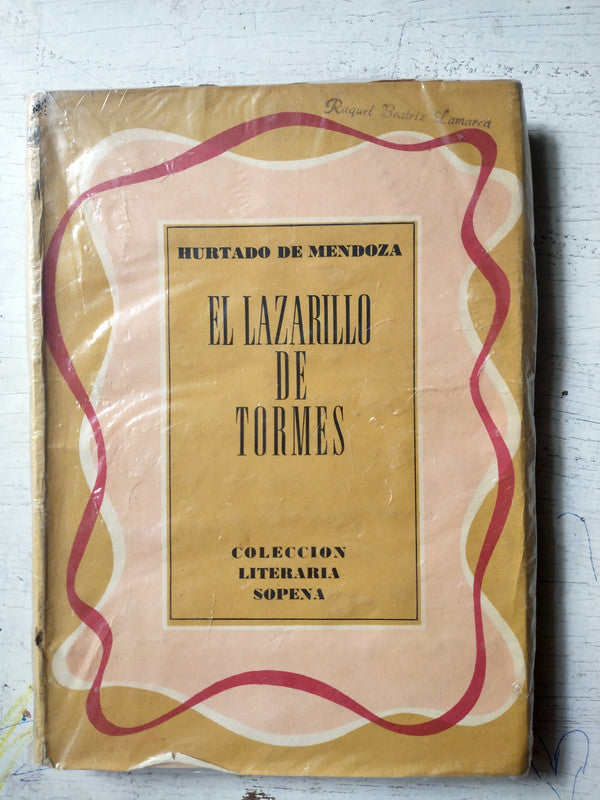 Raquel Beatriz Lamarca
HURTADO DE MENDOZA
EL LAZARILLO
DE
TORMES
COLECCION
LITERARIA
SOPENA